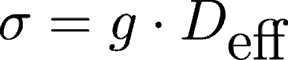 σ = g · D_eff